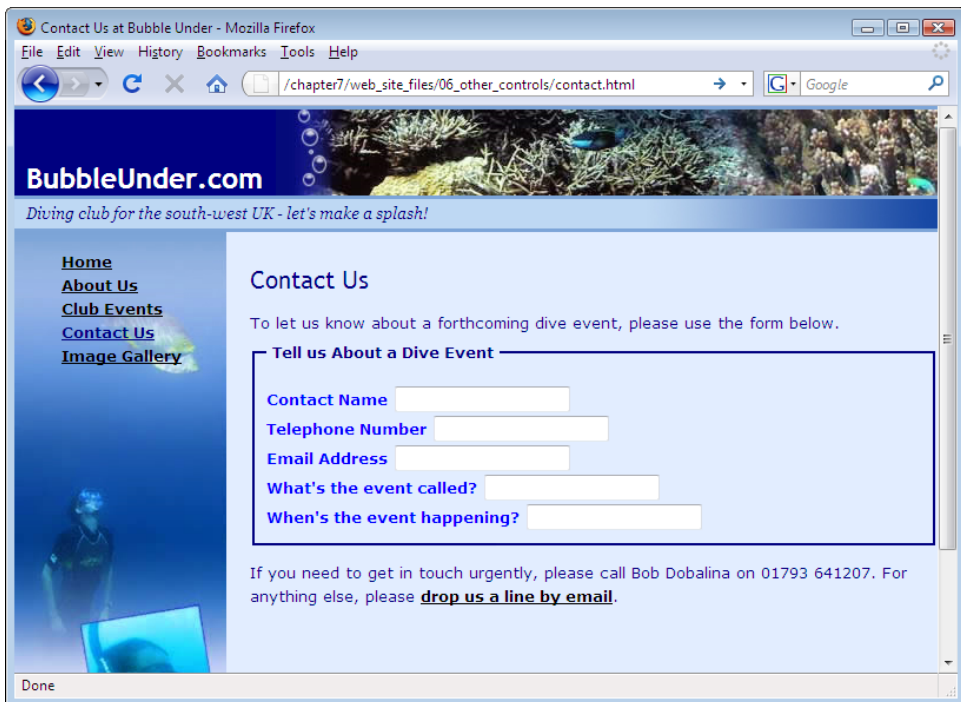 Contact Us at Bubble Under - Mozilla Firefox
File Edit View History Bookmarks Tools Help
/chapter7/web_site_files/06_other_controls/contact.html
G Google
BubbleUnder.com
Diving club for the south-west UK - let's make a splash!
Home
About Us
Club Events
Contact Us
Image Gallery
Contact Us
To let us know about a forthcoming dive event, please use the form below.
Tell us About a Dive Event
Contact Name
Telephone Number
Email Address
What's the event called?
When's the event happening?
If you need to get in touch urgently, please call Bob Dobalina on 01793 641207. For
anything else, please drop us a line by email.
Done